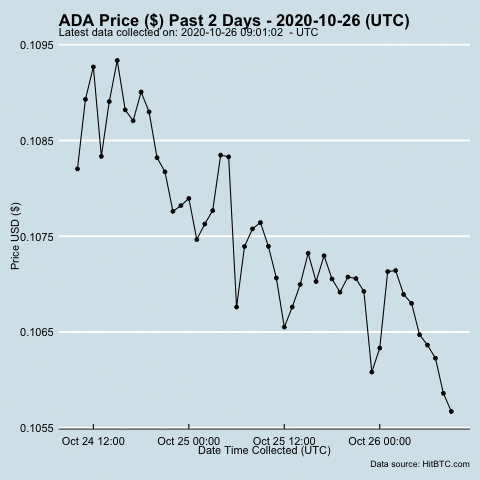 ADA Price ($) Past 2 Days - 2020-10-26 (UTC)
Latest data collected on: 2020-10-26 09:01:02 - UTC
0.1095
0.1085
0.1075
0.1065
0.1055
Price USD ($)
Oct 24 12:00 Oct 25 00:00 Oct 25 12:00 Oct 26 00:00
Date Time Collected (UTC)
Data source: HitBTC.com